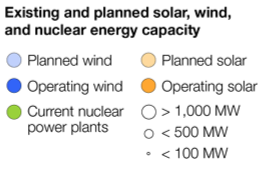 Existing and planned solar, wind,
and nuclear energy capacity
Planned wind
Planned solar
Operating wind
Operating solar
Current nuclear
power plants
> 1,000 MW
< 500 MW
< 100 MW